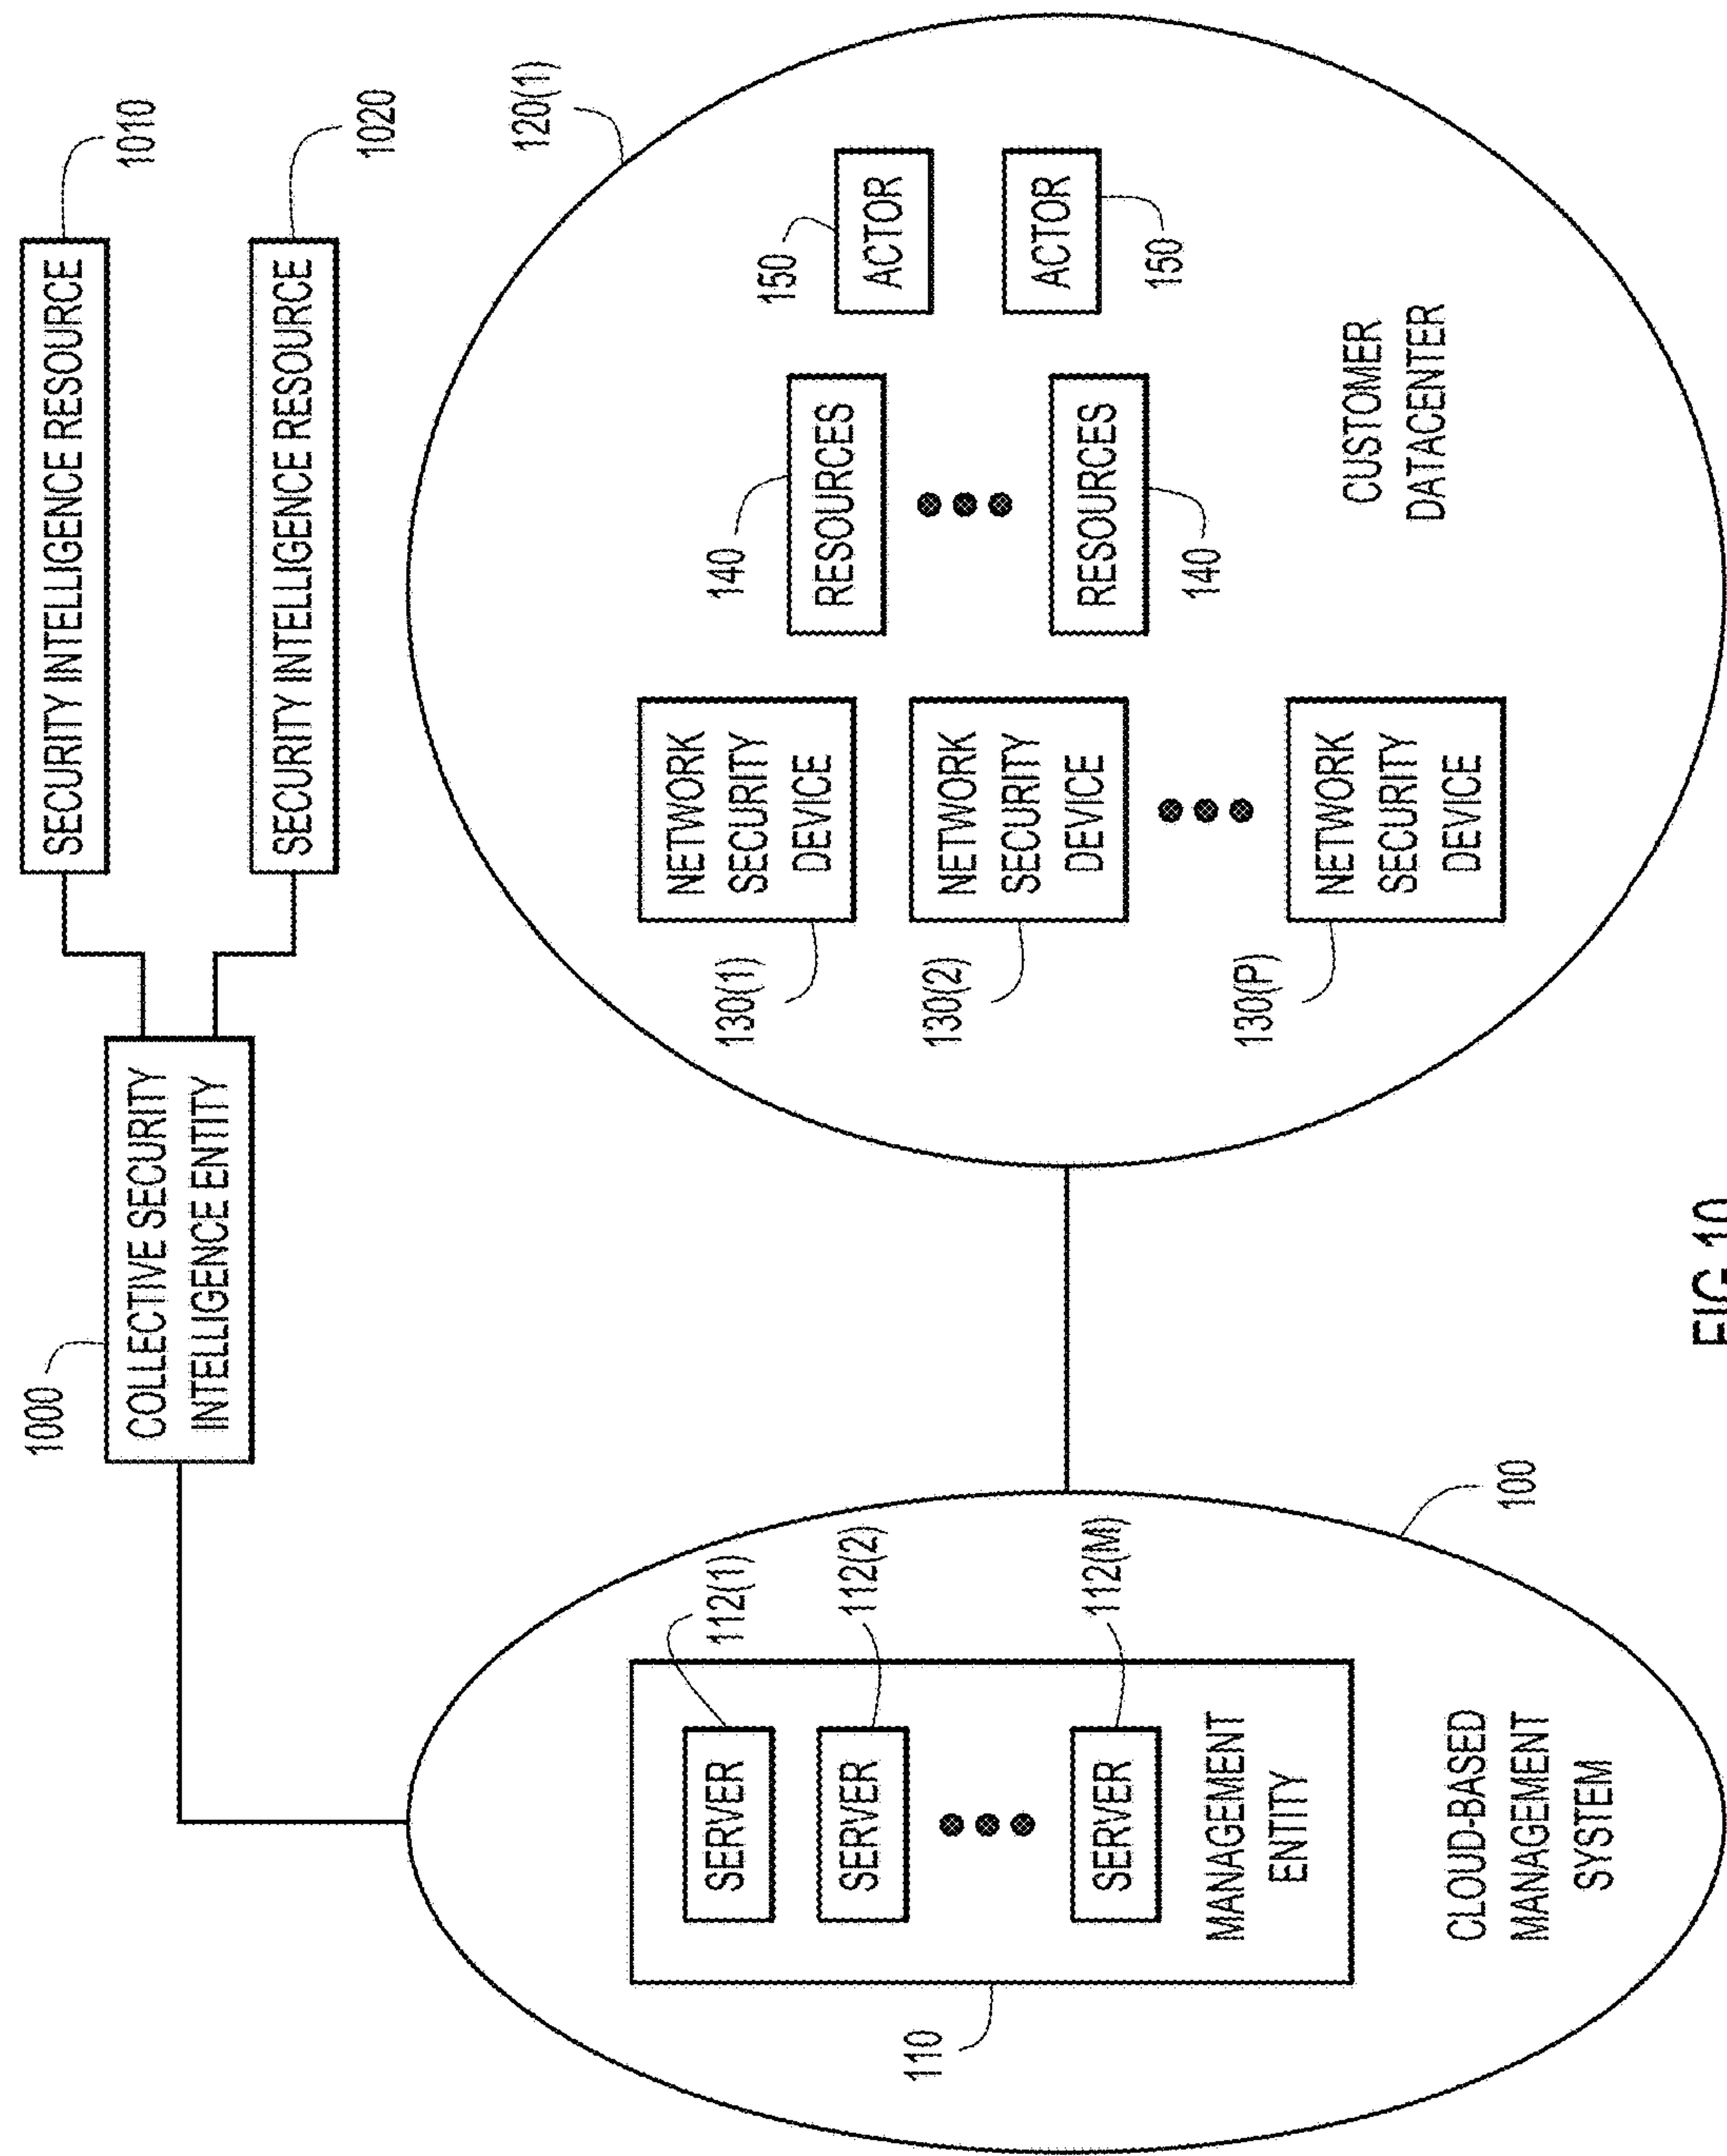 1010
SECURITY INTELLIGENCE RESOURCE
1020
SECURITY INTELLIGENCE RESOURCE
1000
COLLECTIVE SECURITY
INTELLIGENCE ENTITY
120(1)
150
ACTOR
ACTOR
150
140
RESOURCES
RESOURCES
140
NETWORK
SECURITY
DEVICE
130(1)
NETWORK
SECURITY
DEVICE
130(2)
NETWORK
SECURITY
DEVICE
130(P)
CUSTOMER
DATACENTER
112(1)
SERVER
112(2)
SERVER
112(M)
SERVER
MANAGEMENT
ENTITY
110
CLOUD-BASED
MANAGEMENT
SYSTEM
100
FIG.10